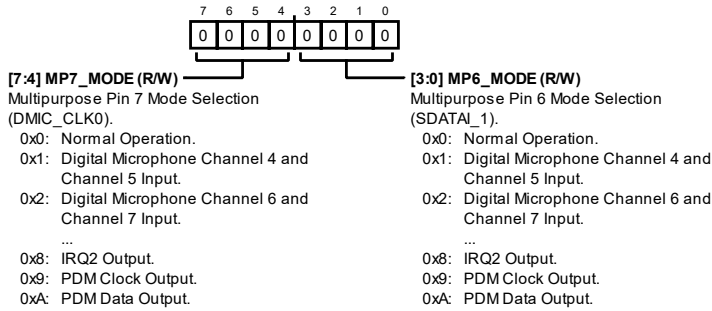 7 6 5 4 3 2 1 0
0 0 0 0 0 0 0 0
[7:4] MP7_MODE (R/W)
Multipurpose Pin 7 Mode Selection
(DMIC_CLK0).
0x0: Normal Operation.
0x1: Digital Microphone Channel 4 and
Channel 5 Input.
0x2: Digital Microphone Channel 6 and
Channel 7 Input.
...
0x8: IRQ2 Output.
0x9: PDM Clock Output.
0xA: PDM Data Output.
[3:0] MP6_MODE (R/W)
Multipurpose Pin 6 Mode Selection
(SDATAI_1).
0x0: Normal Operation.
0x1: Digital Microphone Channel 4 and
Channel 5 Input.
0x2: Digital Microphone Channel 6 and
Channel 7 Input.
...
0x8: IRQ2 Output.
0x9: PDM Clock Output.
0xA: PDM Data Output.